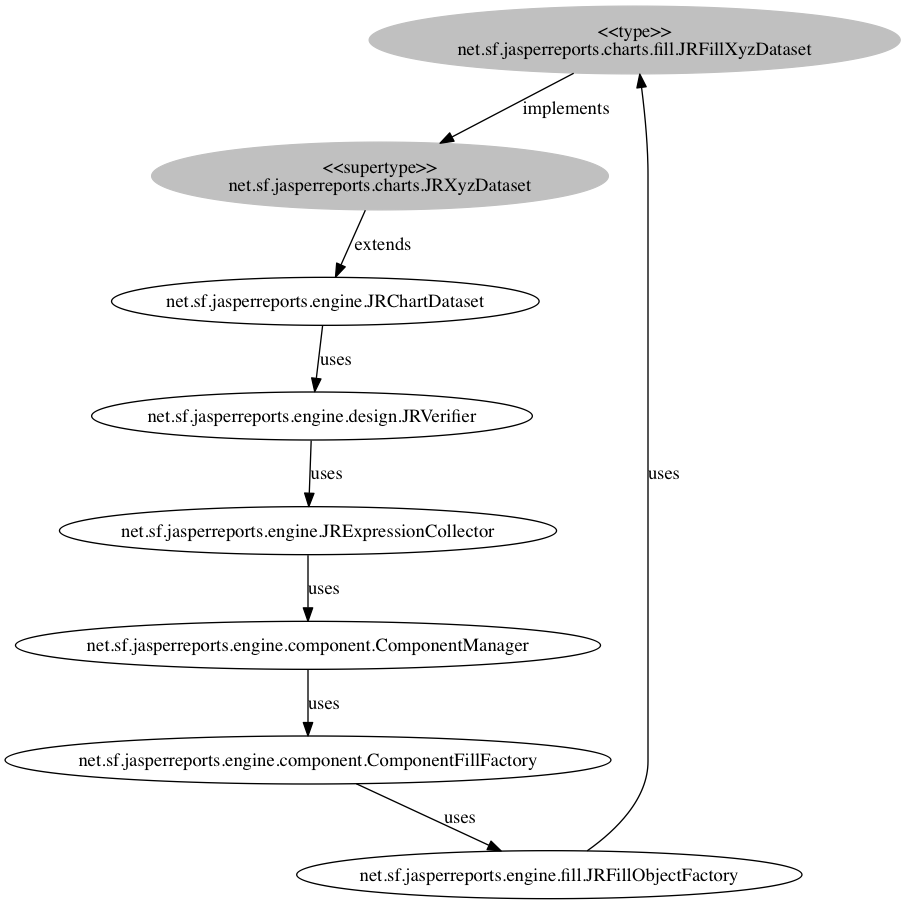 <<type>>
net.sf.jasperreports.charts.fill.JRFillXyzDataset
implements
<<supertype>>
net.sf.jasperreports.charts.JRXyzDataset
extends
net.sf.jasperreports.engine.JRChartDataset
uses
net.sf.jasperreports.engine.design.JRVerifier
uses
uses
net.sf.jasperreports.engine.JRExpressionCollector
uses
net.sf.jasperreports.engine.component.ComponentManager
uses
net.sf.jasperreports.engine.component.ComponentFillFactory
uses
net.sf.jasperreports.engine.fill.JRFillObjectFactory